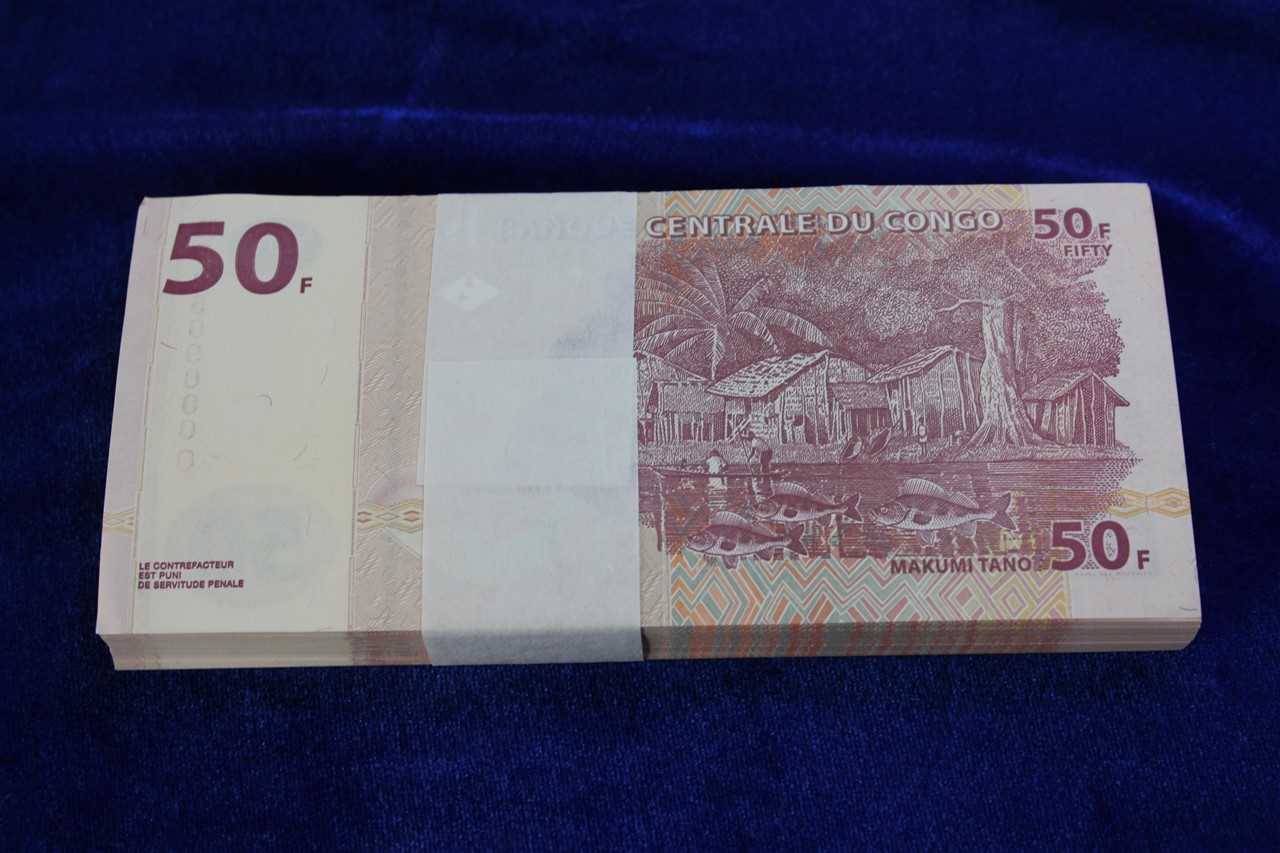 50F
CENTRALE DU CONGO
50F
FIFTY
LE CONTREFACTEUR
EST PUNI
DE SERVITUDE PENALE
MAKUMI TANO
50F